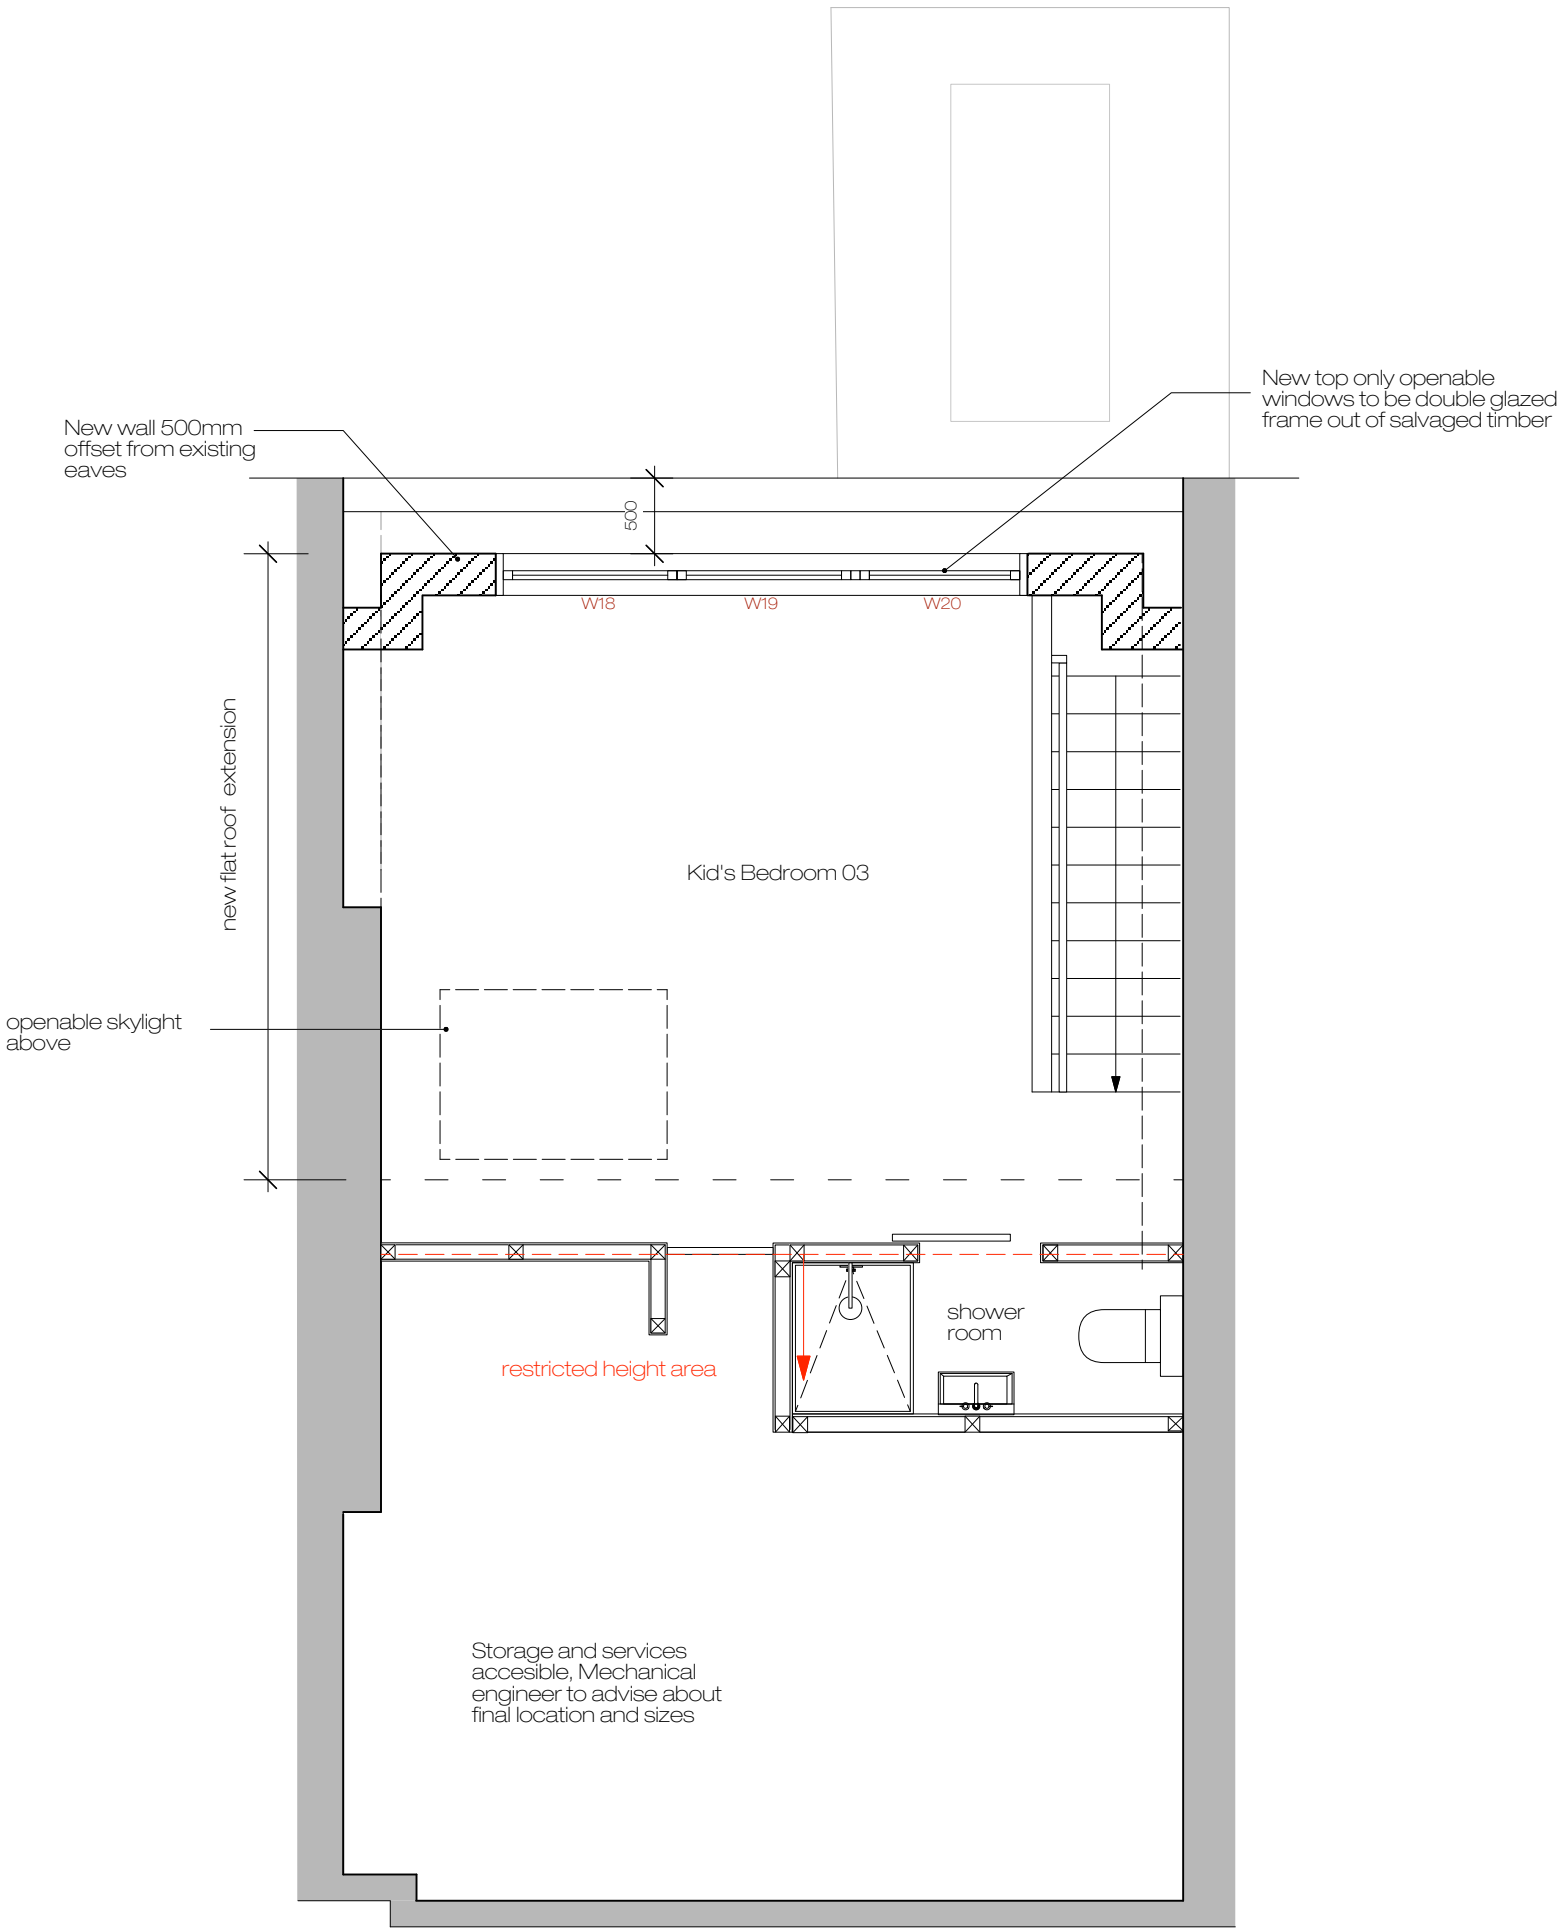 New top only openable
windows to be double glazed
frame out of salvaged timber
New wall 500mm
offset from existing
eaves
500
W18
W19
W20
new flat roof extension
Kid's Bedroom 03
openable skylight
above
shower
room
restricted height area
Storage and services
accesible, Mechanical
engineer to advise about
final location and sizes